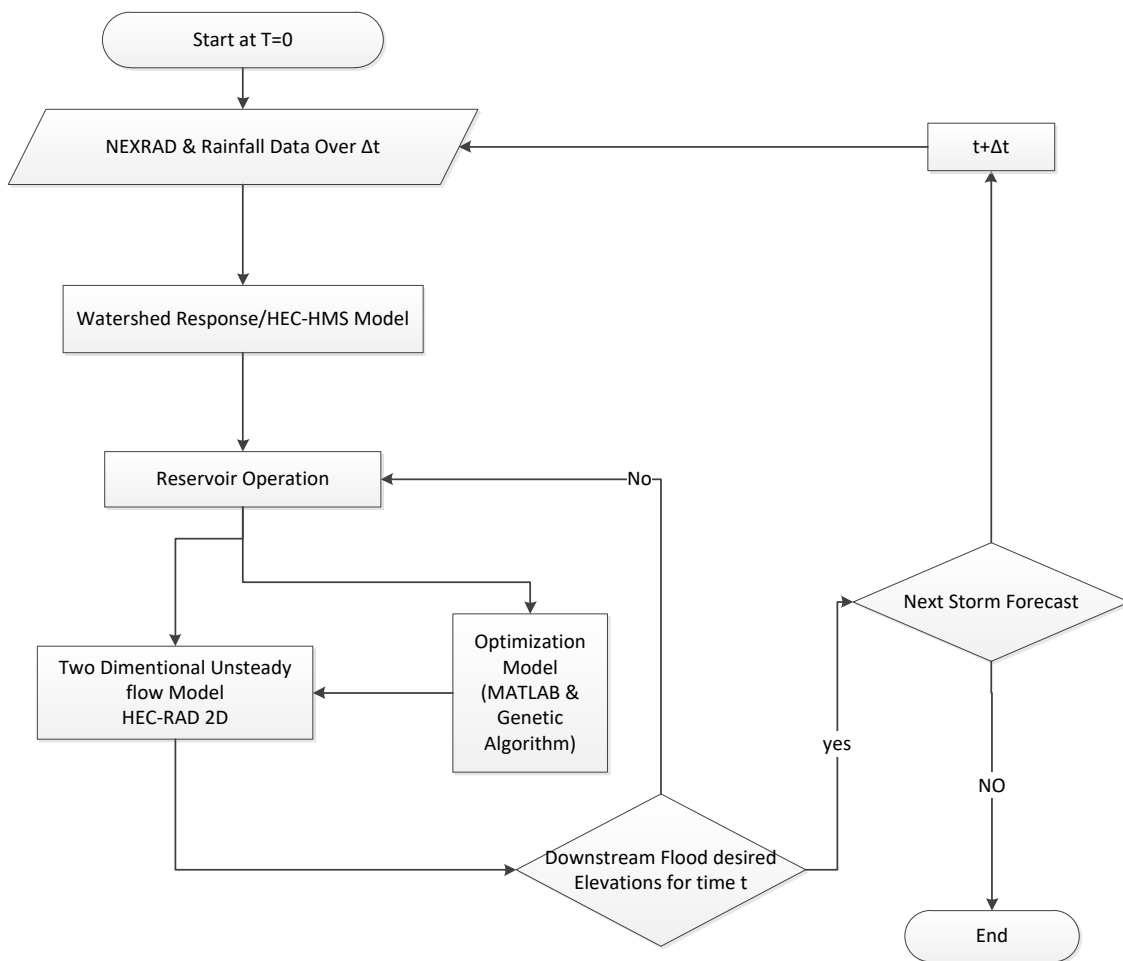 Start at T=0
NEXRAD & Rainfall Data Over Δt
t+Δt
Watershed Response/HEC-HMS Model
Reservoir Operation
No
Next Storm Forecast
Optimization
Model
(MATLAB &
Genetic
Algorithm)
Two Dimentional Unsteady
flow Model
HEC-RAD 2D
yes
NO
Downstream Flood desired
Elevations for time t
End